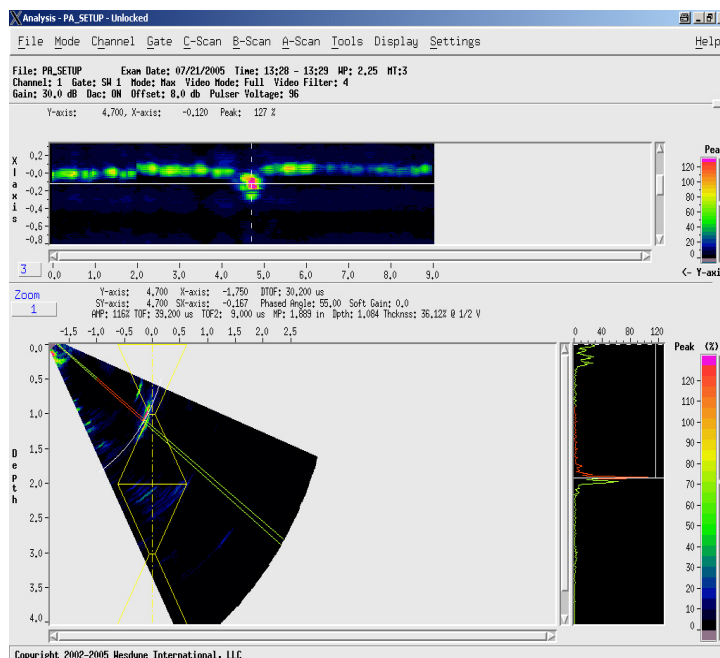 Analysis - PA_SETUP - Unlocked
File Mode Channel Gate C-Scan B-Scan A-Scan Tools Display Settings Help
File: PA_SETUP Exam Date: 07/21/2005 Time: 13:28 - 13:29 WP: 2.25 MT:3
Channel: 1 Gate: SW 1 Mode: Max Video Mode: Full Video Filter: 4
Gain: 30.0 dB Dac: ON Offset: 8.0 db Pulser Voltage: 96
Y-axis: 4.700, X-axis: -0.120 Peak: 127 %
X axis
0.2
-0.0
-0.2
-0.4
-0.6
-0.8
Pea
120
100
80
60
40
20
0
<- Y-axi
3
0.0 1.0 2.0 3.0 4.0 5.0 6.0 7.0 8.0 9.0
Zoom
1
Y-axis: 4.700 X-axis: -1.750 DTOF: 30.200 us
SY-axis: 4.700 SX-axis: -0.167 Phased Angle: 55.00 Soft Gain: 0.0
AMP: 116% TOF: 39.200 us TOF2: 9.000 us MP: 1.889 in Dpth: 1.084 Thcknss: 36.12% @ 1/2 V
-1.5 -1.0 -0.5 0.0 0.5 1.0 1.5 2.0 2.5
0 40 80 120
Peak (%)
Depth
0.0
0.5
1.0
1.5
2.0
2.5
3.0
3.5
4.0
120
110
100
90
80
70
60
50
40
30
20
10
0
Copyright 2002-2005 Wesdyne International, LLC